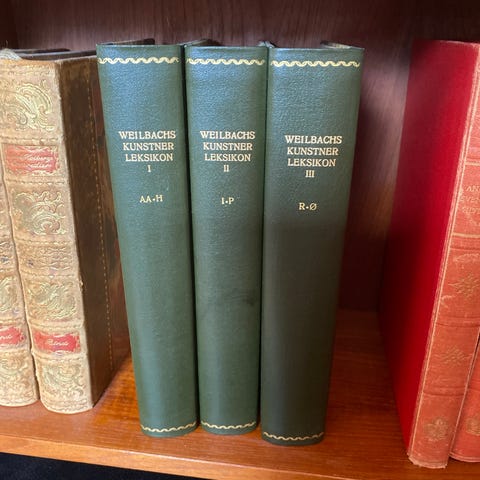 WEILBACHS
KUNSTNER
LEKSIKON
I
AA•H
WEILBACHS
KUNSTNER
LEKSIKON
II
I•P
WEILBACHS
KUNSTNER
LEKSIKON
III
R•Ø